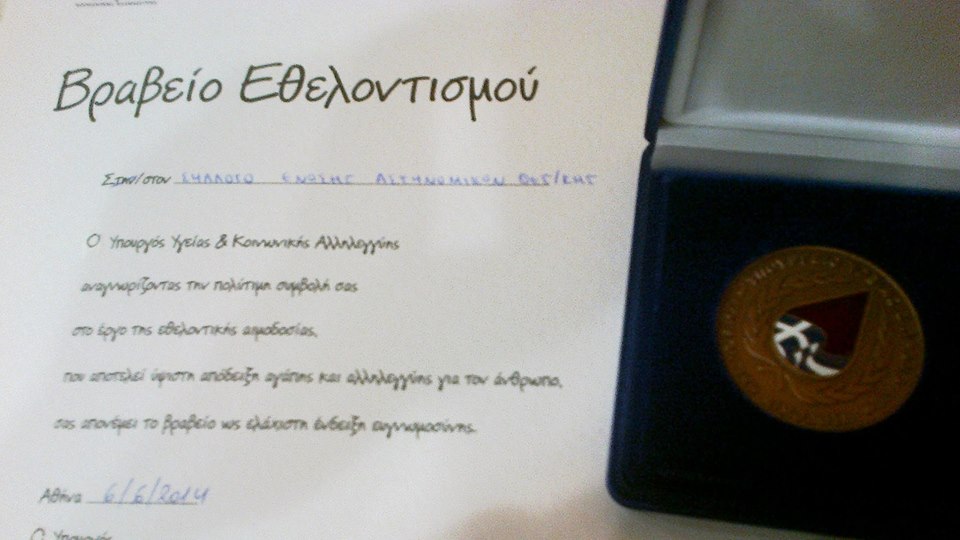 Βραβείο Εθελοντισμού
Στην/στον ΣΥΛΛΟΓΟ ΕΝΩΣΗΣ ΑΣΤΥΝΟΜΙΚΩΝ ΘΕΣ/ΚΗΣ
Ο Υπουργός Υγείας & Κοινωνικής Αλληλεγγύης
αναγνωρίζοντας την πολύτιμη συμβολή σας
στο έργο της εθελοντικής αιμοδοσίας,
που αποτελεί ύψιστη απόδειξη αγάπης και αλληλεγγύης για τον άνθρωπο,
σας απονέμει το βραβείο ως ελάχιστη ένδειξη ευγνωμοσύνης.
Αθήνα 6/6/2014
Ο Υπουργός